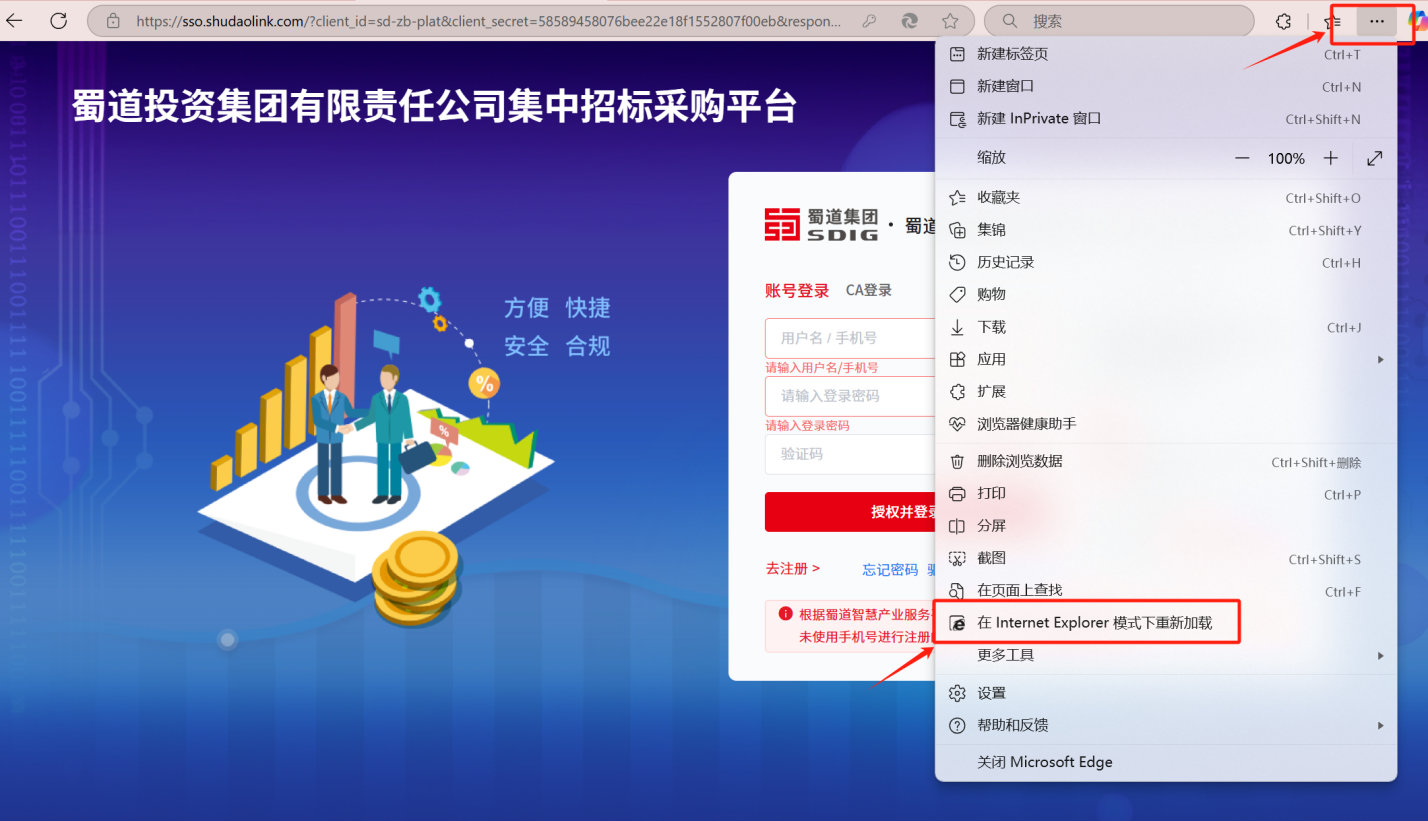 https://sso.shudaolink.com/?client_id=sd-zb-plat&client_secret=58589458076bee22e18f1552807f00eb&respon...
搜索
蜀道投资集团有限责任公司集中招标采购平台
方便 快捷
安全 合规
%
%
蜀道集团
SDIG
· 蜀道
账号登录 CA登录
用户名 / 手机号
请输入用户名/手机号
请输入登录密码
请输入登录密码
验证码
授权并登录
去注册 >
忘记密码
根据蜀道智慧产业服务
未使用手机号进行注册
新建标签页 Ctrl+T
新建窗口 Ctrl+N
新建 InPrivate 窗口 Ctrl+Shift+N
缩放 — 100% +
收藏夹 Ctrl+Shift+O
集锦 Ctrl+Shift+Y
历史记录 Ctrl+H
购物
下载 Ctrl+J
应用
扩展
浏览器健康助手
删除浏览数据 Ctrl+Shift+删除
打印 Ctrl+P
分屏
截图 Ctrl+Shift+S
在页面上查找 Ctrl+F
在 Internet Explorer 模式下重新加载
更多工具
设置
帮助和反馈
关闭 Microsoft Edge